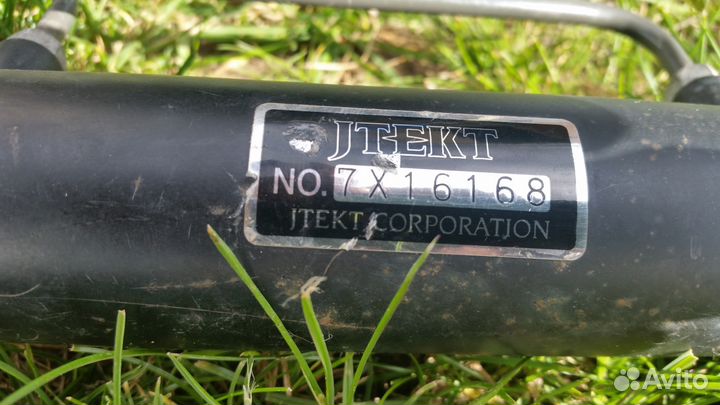 JTEKT
NO. 7X16168
JTEKT CORPORATION
Avito